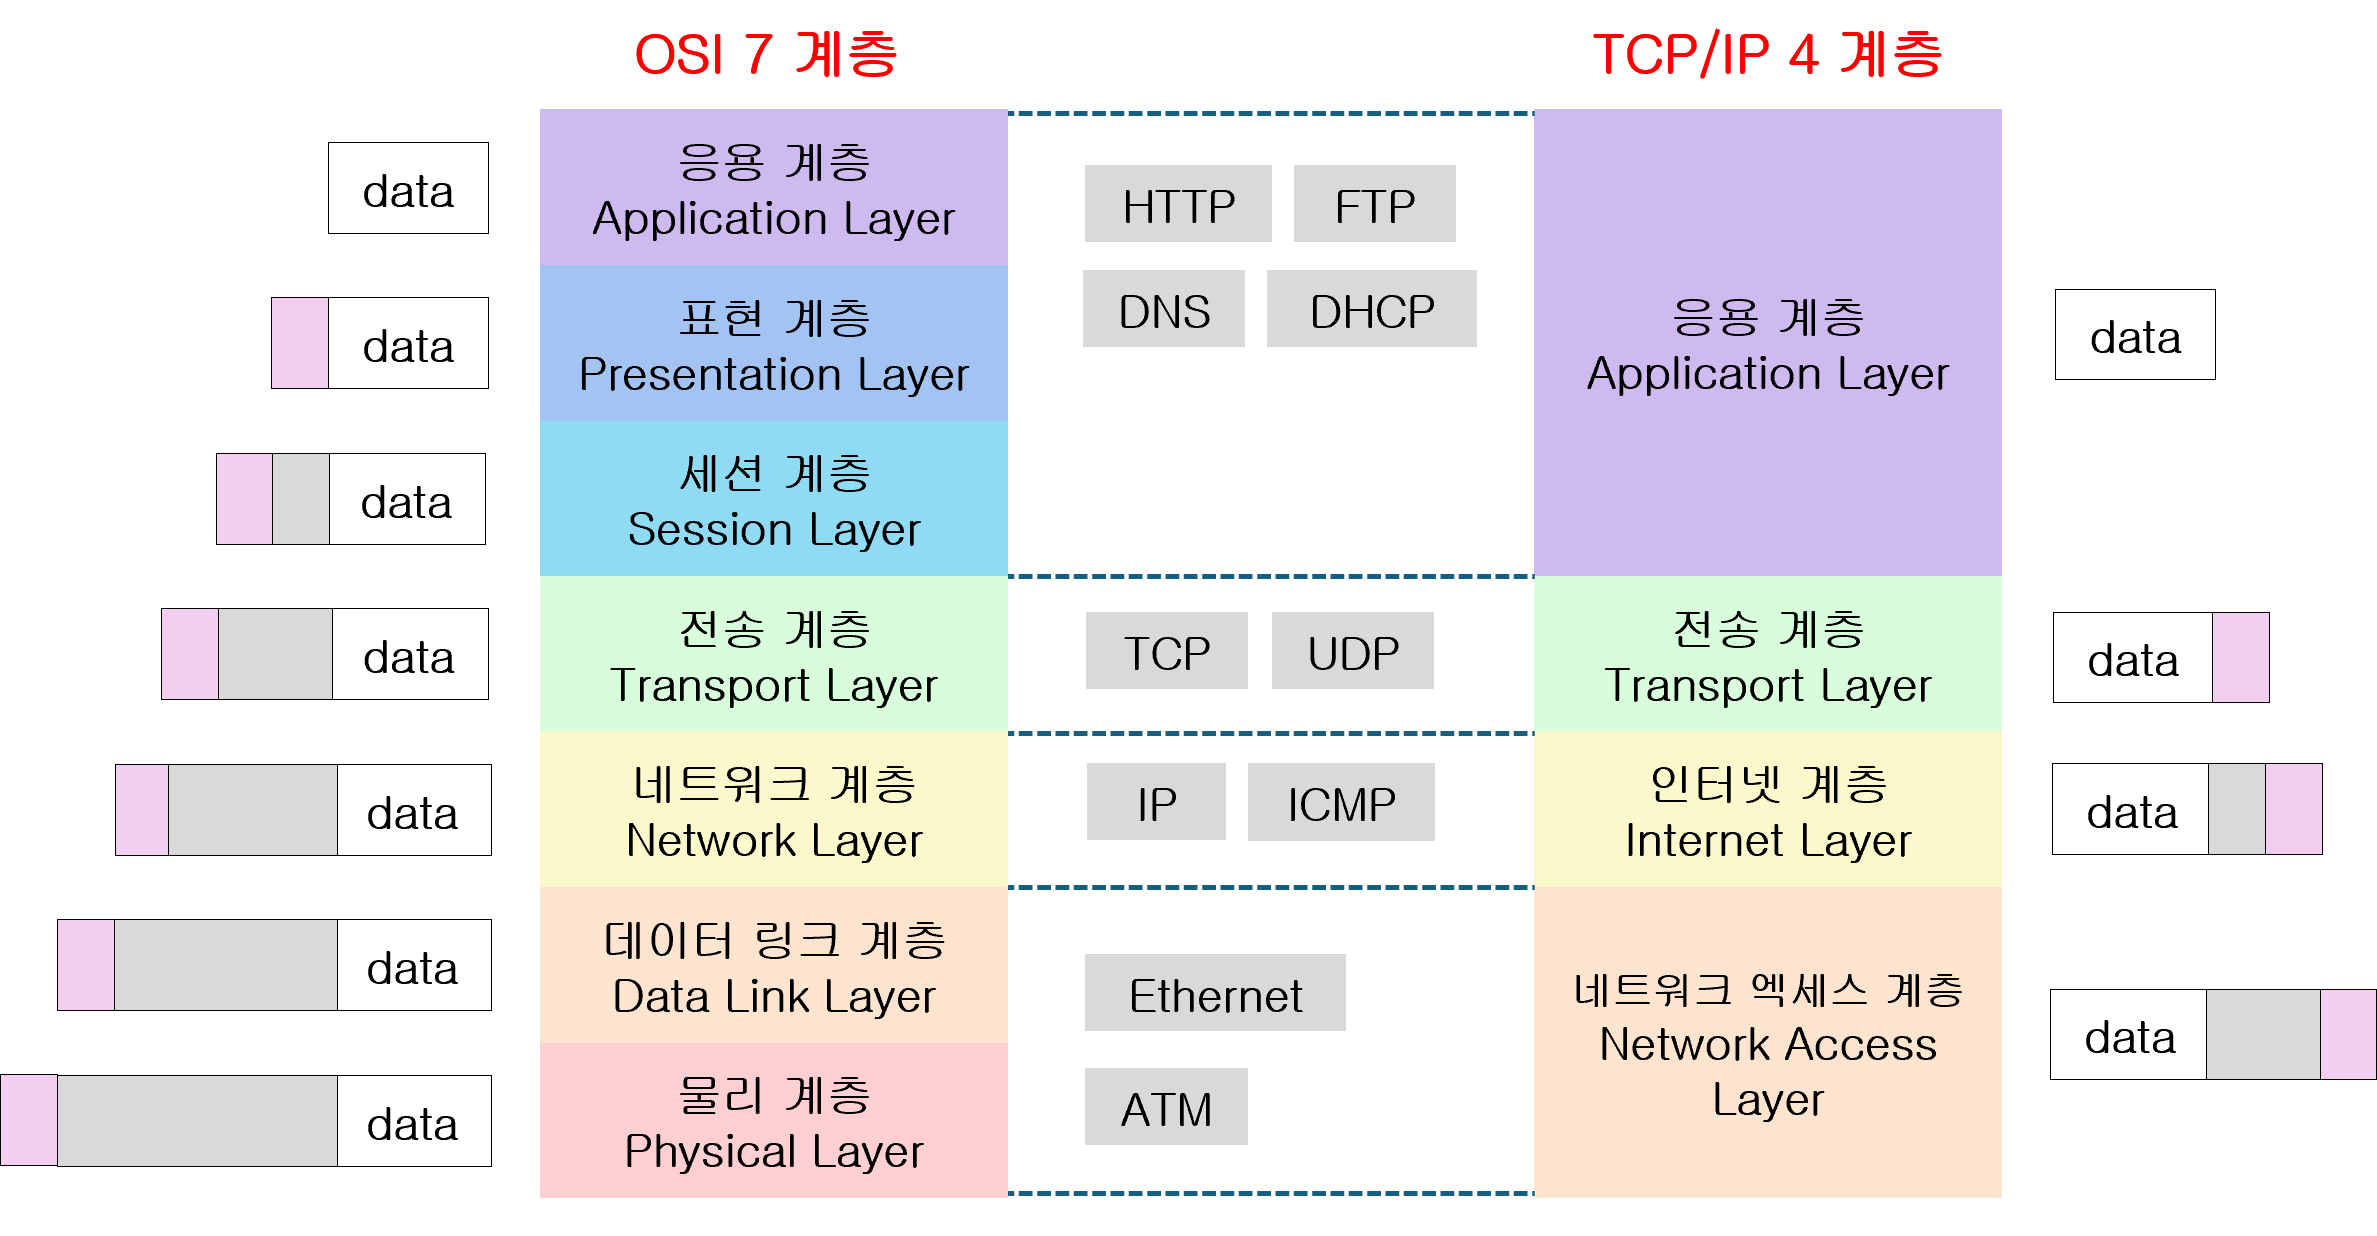 OSI 7 계층
TCP/IP 4 계층
data
응용 계층
Application Layer
HTTP
FTP
data
표현 계층
Presentation Layer
DNS
DHCP
응용 계층
Application Layer
data
data
세션 계층
Session Layer
data
전송 계층
Transport Layer
TCP
UDP
전송 계층
Transport Layer
data
data
네트워크 계층
Network Layer
IP
ICMP
인터넷 계층
Internet Layer
data
data
데이터 링크 계층
Data Link Layer
Ethernet
네트워크 엑세스 계층
Network Access
Layer
data
data
물리 계층
Physical Layer
ATM